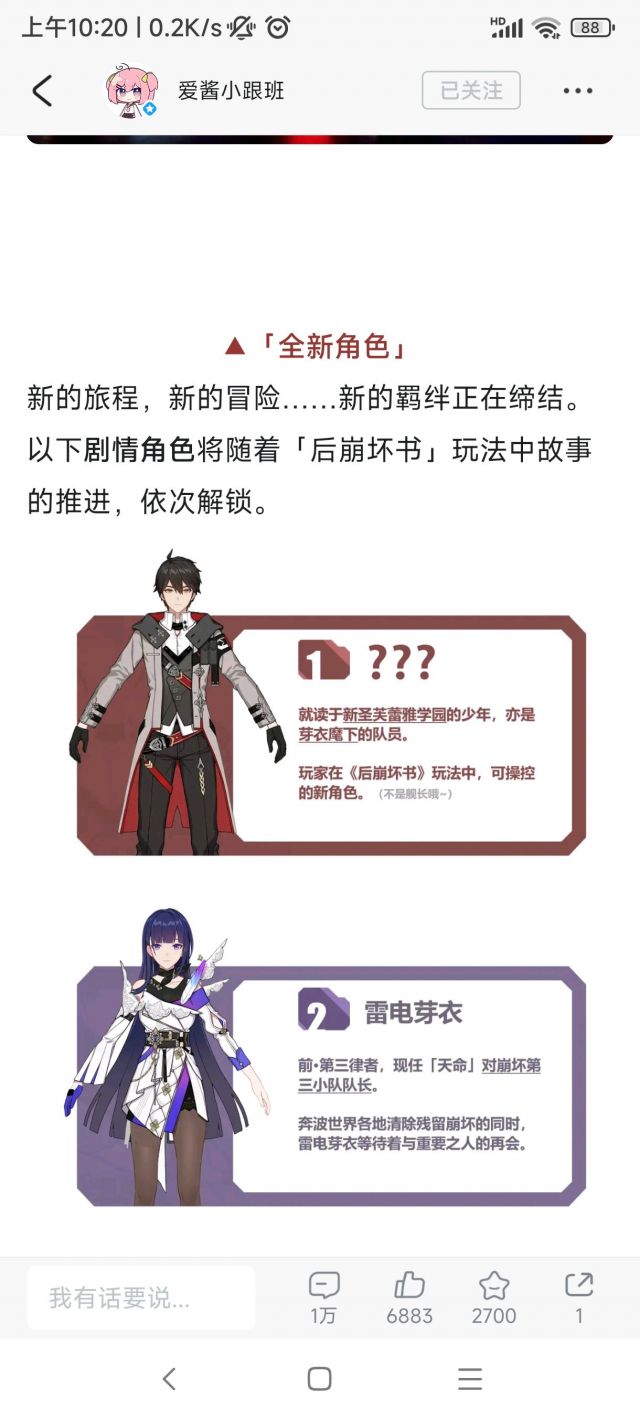 上午10:20 | 0.2K/s
HD
88
爱酱小跟班
已关注
▲「全新角色」
新的旅程，新的冒险……新的羁绊正在缔结。
以下剧情角色将随着「后崩坏书」玩法中故事
的推进，依次解锁。
1 ???
就读于新圣芙蕾雅学园的少年，亦是
芽衣麾下的队员。
玩家在《后崩坏书》玩法中，可操控
的新角色。（不是舰长哦~）
2 雷电芽衣
前·第三律者，现任「天命」对崩坏第
三小队队长。
奔波世界各地清除残留崩坏的同时，
雷电芽衣等待着与重要之人的再会。
我有话要说...
1万
6883
2700
1